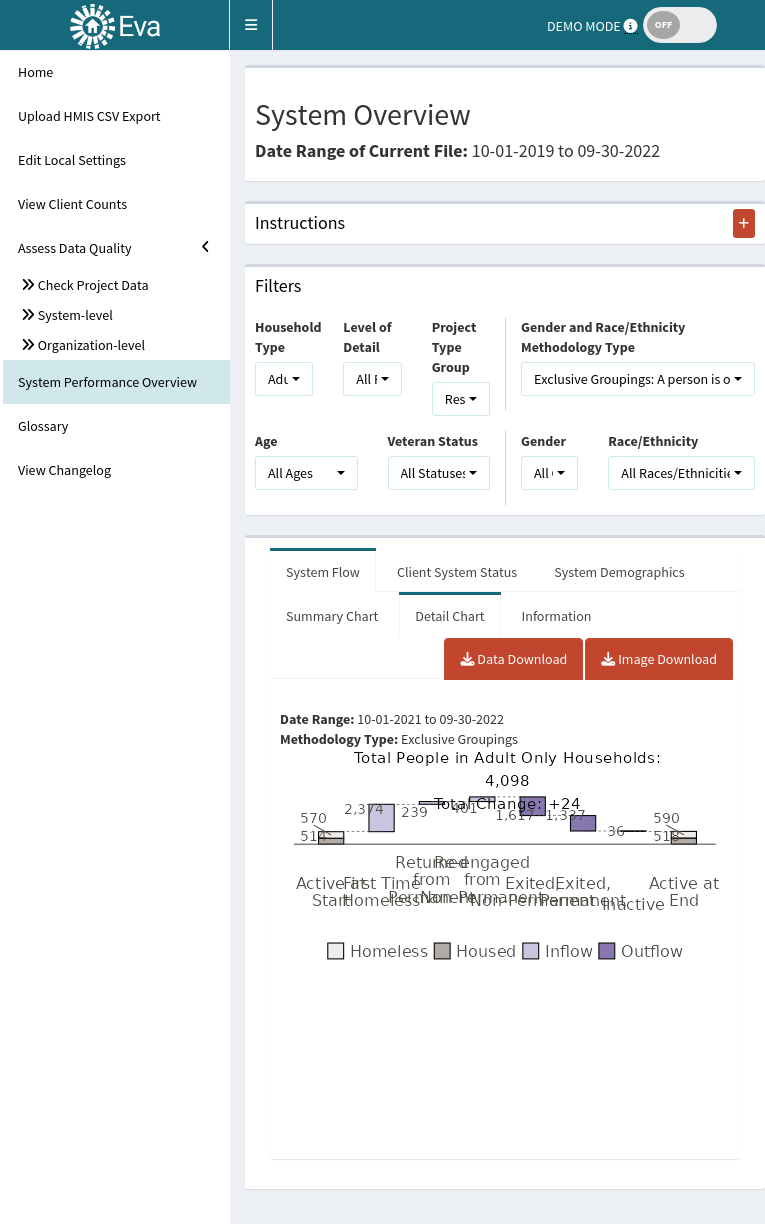 Eva
DEMO MODE
OFF
Home
Upload HMIS CSV Export
Edit Local Settings
View Client Counts
Assess Data Quality
Check Project Data
System-level
Organization-level
System Performance Overview
Glossary
View Changelog
System Overview
Date Range of Current File: 10-01-2019 to 09-30-2022
Instructions
+
Filters
Household
Type
Level of
Detail
Project
Type
Group
Gender and Race/Ethnicity
Methodology Type
Adu
All
Res
Exclusive Groupings: A person is o
Age
Veteran Status
Gender
Race/Ethnicity
All Ages
All Statuses
All
All Races/Ethnicitie
System Flow
Client System Status
System Demographics
Summary Chart
Detail Chart
Information
Data Download
Image Download
Date Range: 10-01-2021 to 09-30-2022
Methodology Type: Exclusive Groupings
Total People in Adult Only Households:
4,098
Total Change: +24
570
514
2,374
239
401
1,617
1,337
36
590
518
Active at
Start
First Time
Homeless
Returned
from
Permanent
Re-engaged
from
Non-Permanent
Exited,
Non-Permanent
Exited,
Permanent
Inactive
Active at
End
Homeless
Housed
Inflow
Outflow